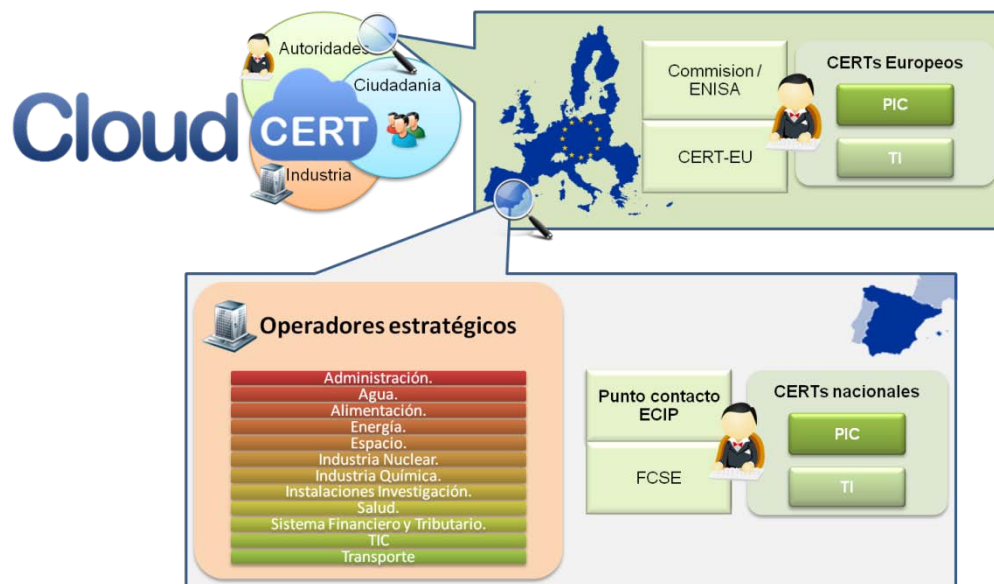 Cloud
CERT
Autoridades
Ciudadanía
Industria
Commision /
ENISA
CERT-EU
CERTs Europeos
PIC
TI
Operadores estratégicos
Administración.
Agua.
Alimentación.
Energía.
Espacio.
Industria Nuclear.
Industria Química.
Instalaciones Investigación.
Salud.
Sistema Financiero y Tributario.
TIC
Transporte
Punto contacto
ECIP
FCSE
CERTs nacionales
PIC
TI